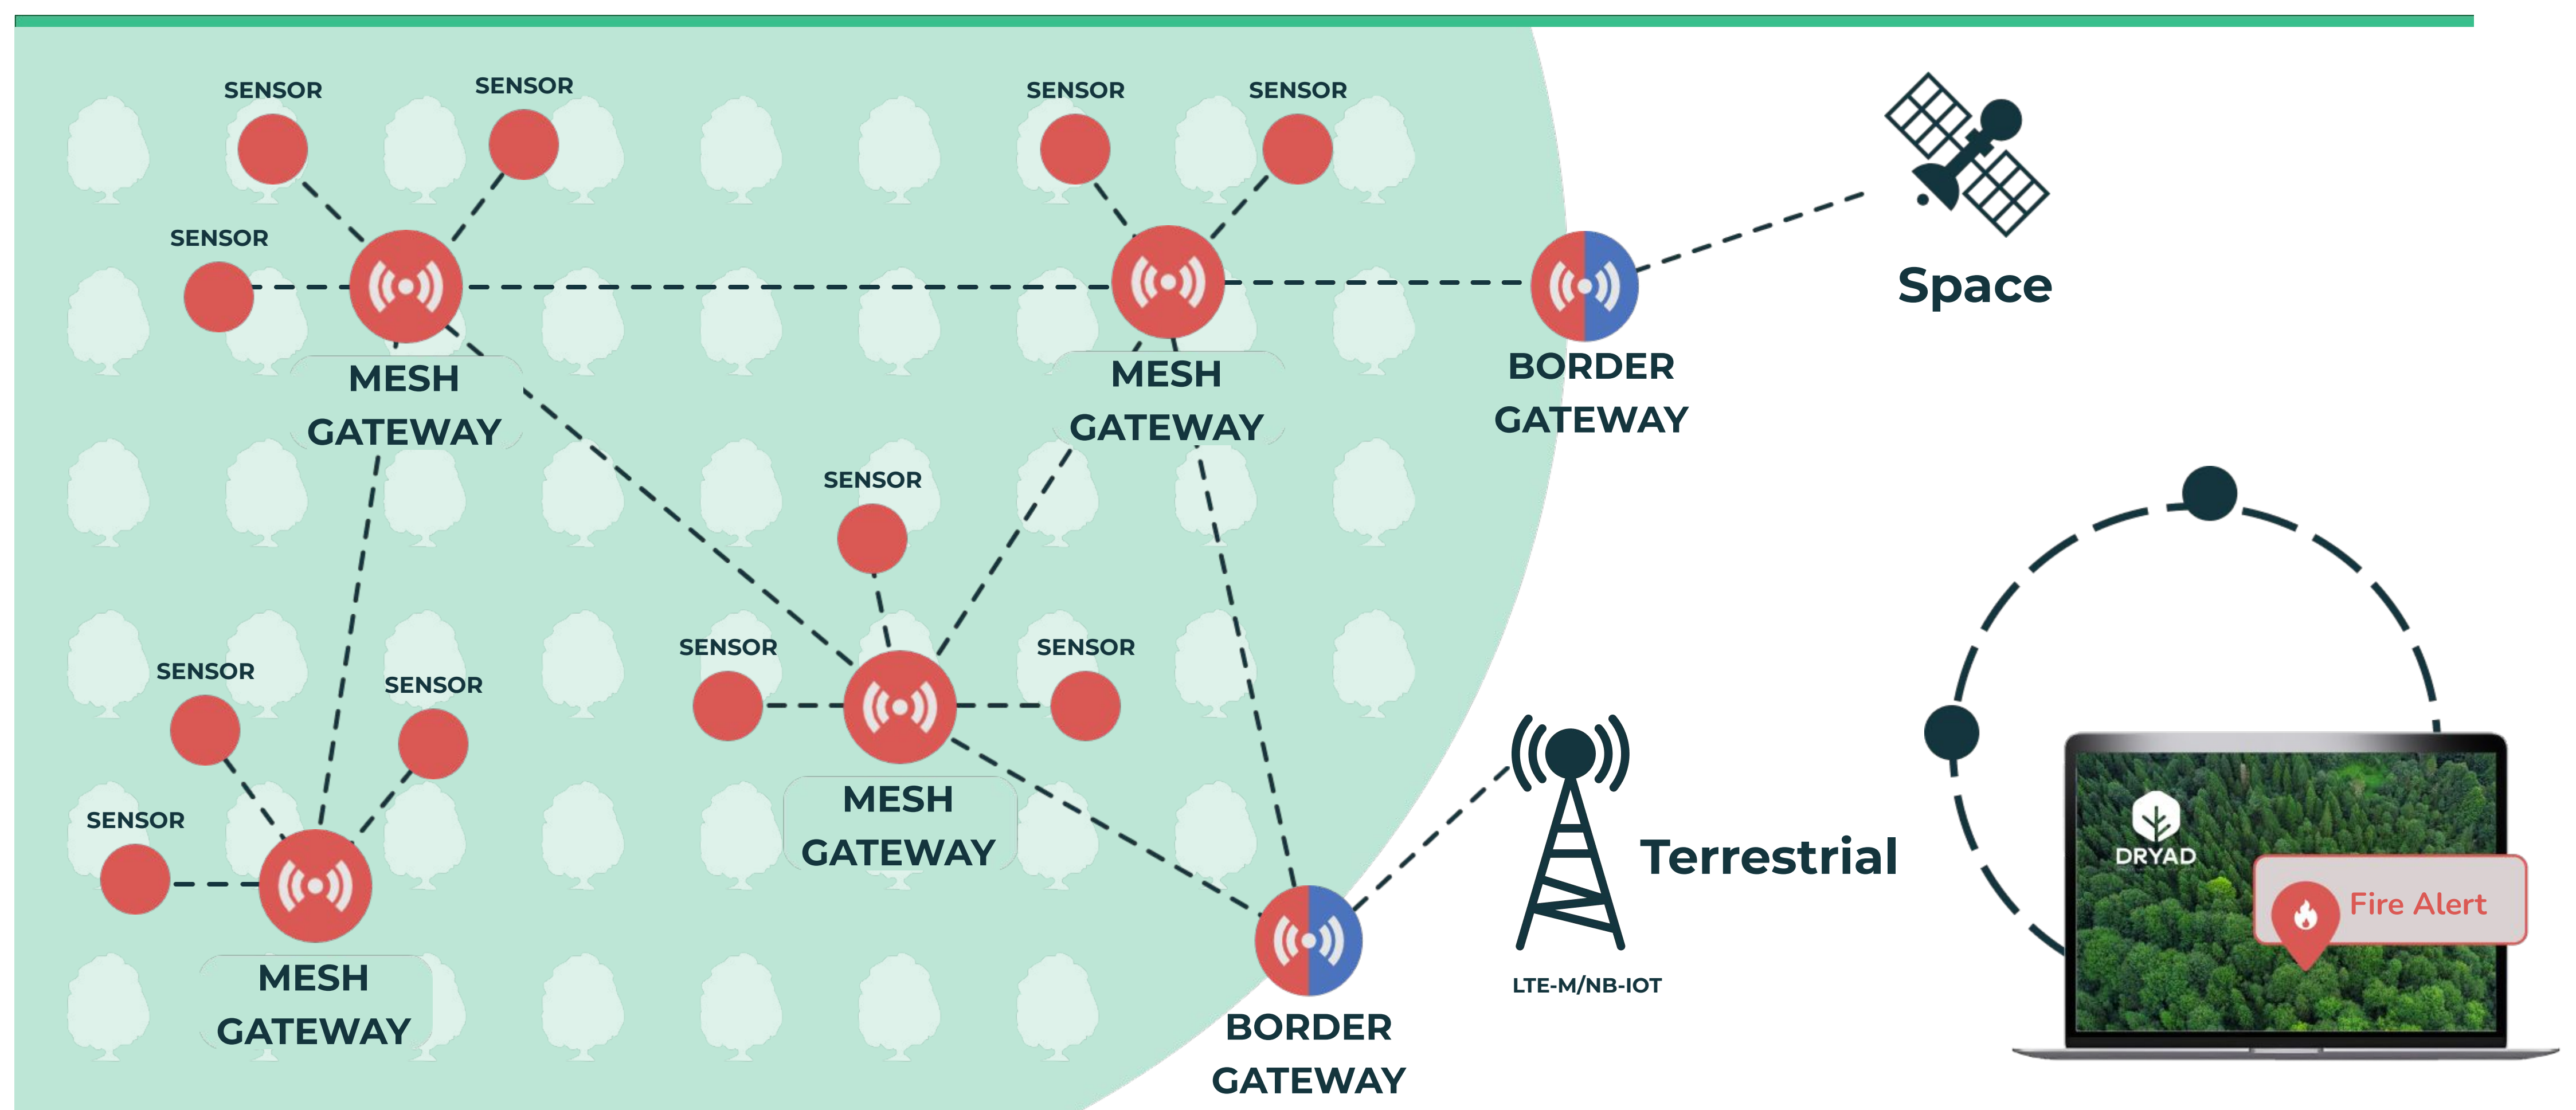 SENSOR
SENSOR
SENSOR
SENSOR
SENSOR
MESH
GATEWAY
MESH
GATEWAY
BORDER
GATEWAY
Space
SENSOR
SENSOR
SENSOR
SENSOR
SENSOR
SENSOR
MESH
GATEWAY
MESH
GATEWAY
BORDER
GATEWAY
Terrestrial
LTE-M/NB-IOT
DRYAD
Fire Alert